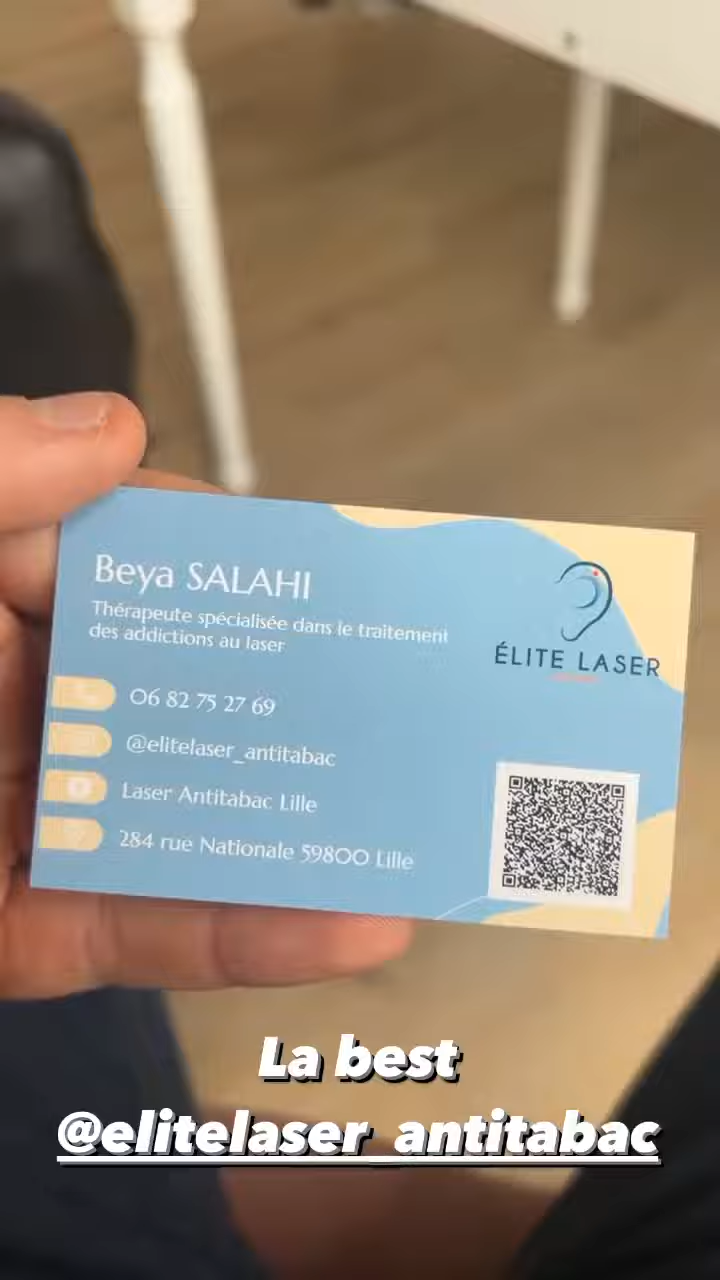 Beya SALAHI
Thérapeute spécialisée dans le traitement
des addictions au laser
ÉLITE LASER
06 82 75 27 69
@elitelaser_antitabac
Laser Antitabac Lille
284 rue Nationale 59800 Lille
La best
@elitelaser_antitabac